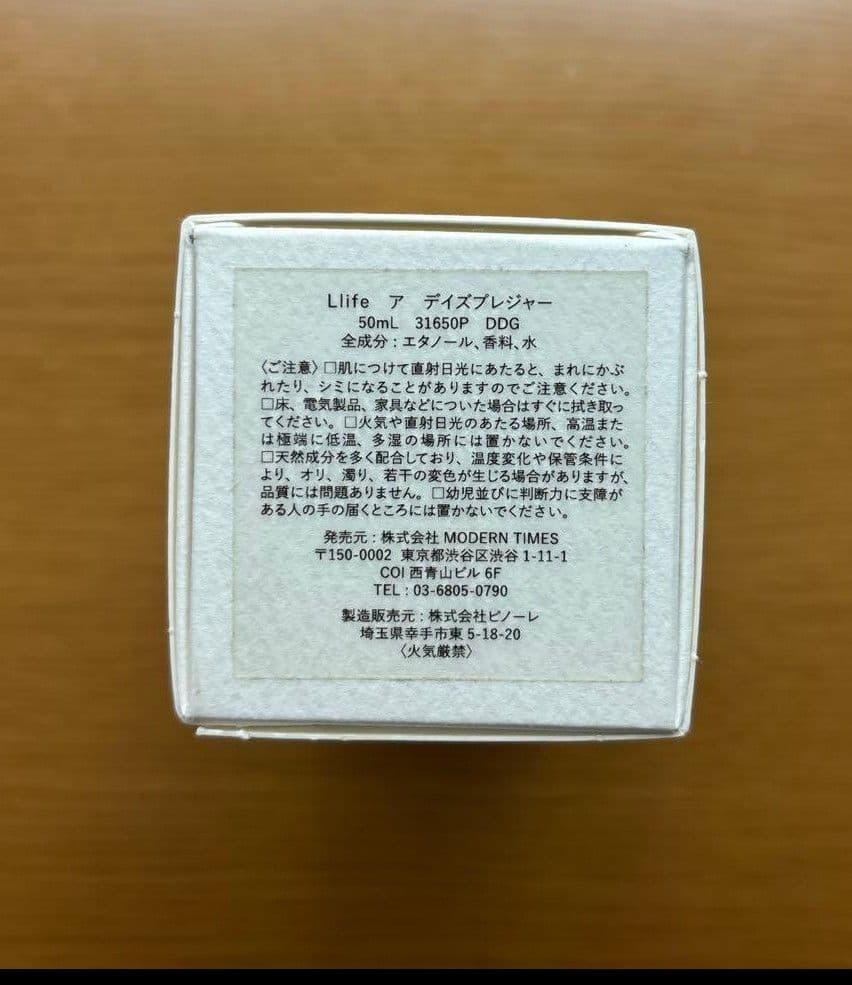 Llife ア デイズプレジャー
50mL 31650P DDG
全成分：エタノール、香料、水
〈ご注意〉□肌につけて直射日光にあたると、まれにかぶ
れたり、シミになることがありますのでご注意ください。
□床、電気製品、家具などについた場合はすぐに拭き取っ
てください。□火気や直射日光のあたる場所、高温また
は極端に低温、多湿の場所には置かないでください。
□天然成分を多く配合しており、温度変化や保管条件に
より、オリ、濁り、若干の変色が生じる場合がありますが、
品質には問題ありません。□幼児並びに判断力に支障が
ある人の手の届くところには置かないでください。
発売元：株式会社 MODERN TIMES
〒150-0002 東京都渋谷区渋谷 1-11-1
COI 西青山ビル 6F
TEL：03-6805-0790
製造販売元：株式会社ピノーレ
埼玉県幸手市東 5-18-20
〈火気厳禁〉